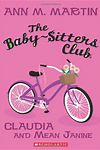 ANN M. MARTIN
The
Baby-Sitters
Club
CLAUDIA
AND MEAN JANINE
SCHOLASTIC